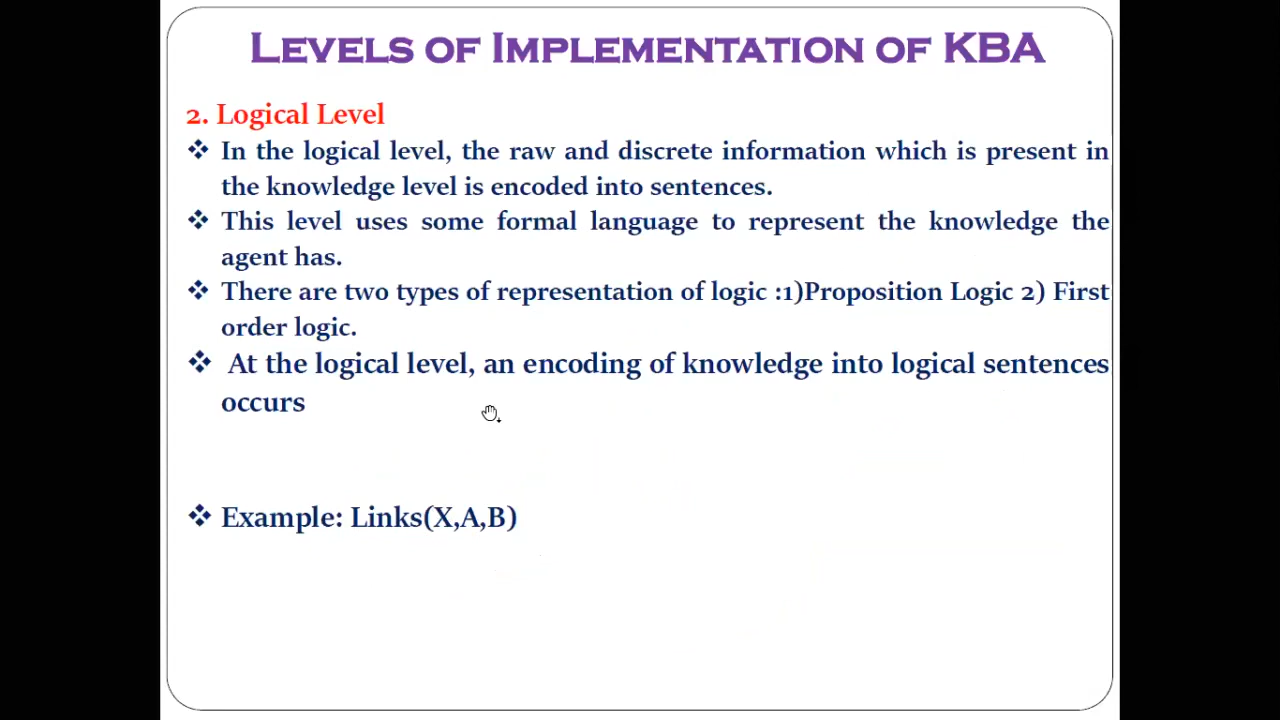 LEVELS OF IMPLEMENTATION OF KBA
2. Logical Level
❖ In the logical level, the raw and discrete information which is present in
the knowledge level is encoded into sentences.
❖ This level uses some formal language to represent the knowledge the
agent has.
❖ There are two types of representation of logic :1)Proposition Logic 2) First
order logic.
❖ At the logical level, an encoding of knowledge into logical sentences
occurs
❖ Example: Links(X,A,B)